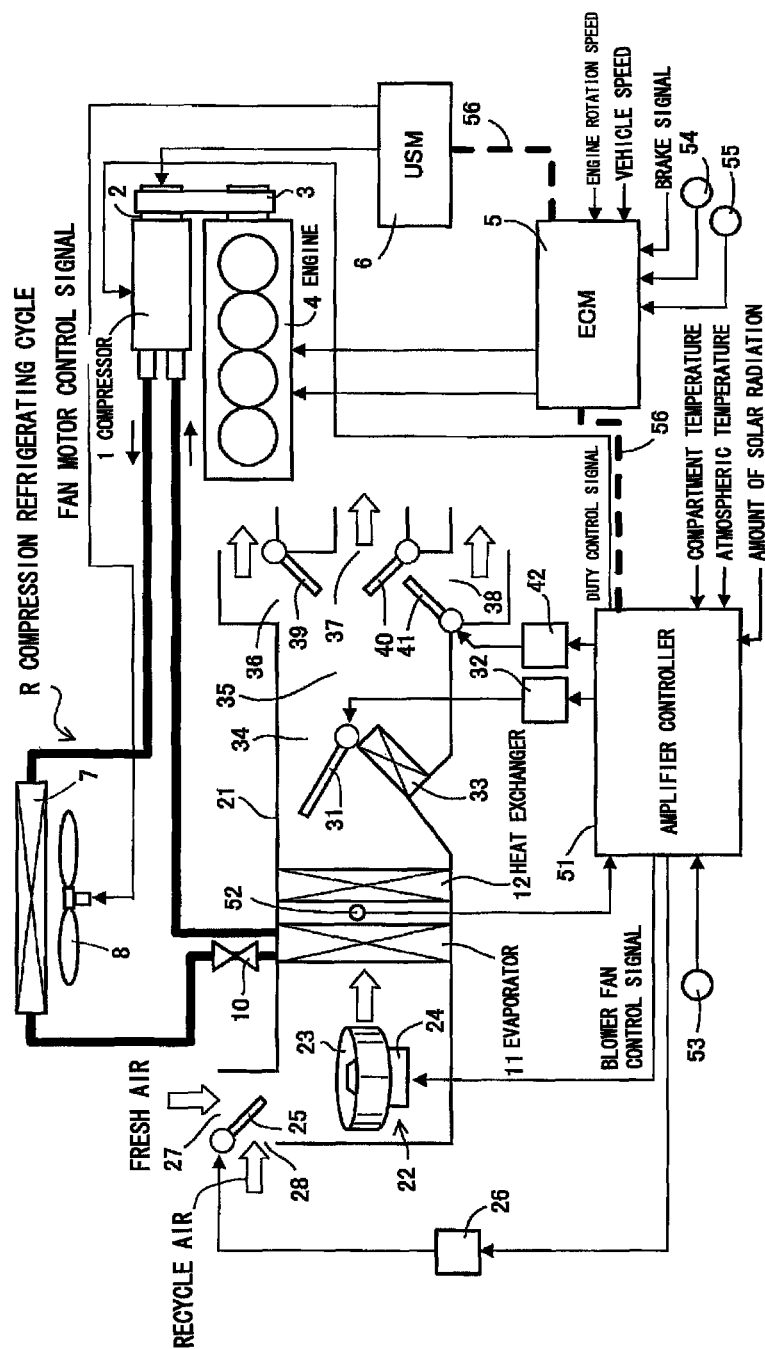 R COMPRESSION REFRIGERATING CYCLE
FAN MOTOR CONTROL SIGNAL
7
8
1 COMPRESSOR
2
3
4 ENGINE
USM
6
56
FRESH AIR
27
RECYCLE AIR
28
25
10
21
23
24
22
11 EVAPORATOR
52
12 HEAT EXCHANGER
31
33
34
35
36
37
38
39
40
41
32
42
26
BLOWER FAN
CONTROL SIGNAL
53
51
AMPLIFIER CONTROLLER
DUTY CONTROL SIGNAL
56
COMPARTMENT TEMPERATURE
ATMOSPHERIC TEMPERATURE
AMOUNT OF SOLAR RADIATION
5
ECM
ENGINE ROTATION SPEED
VEHICLE SPEED
BRAKE SIGNAL
54
55